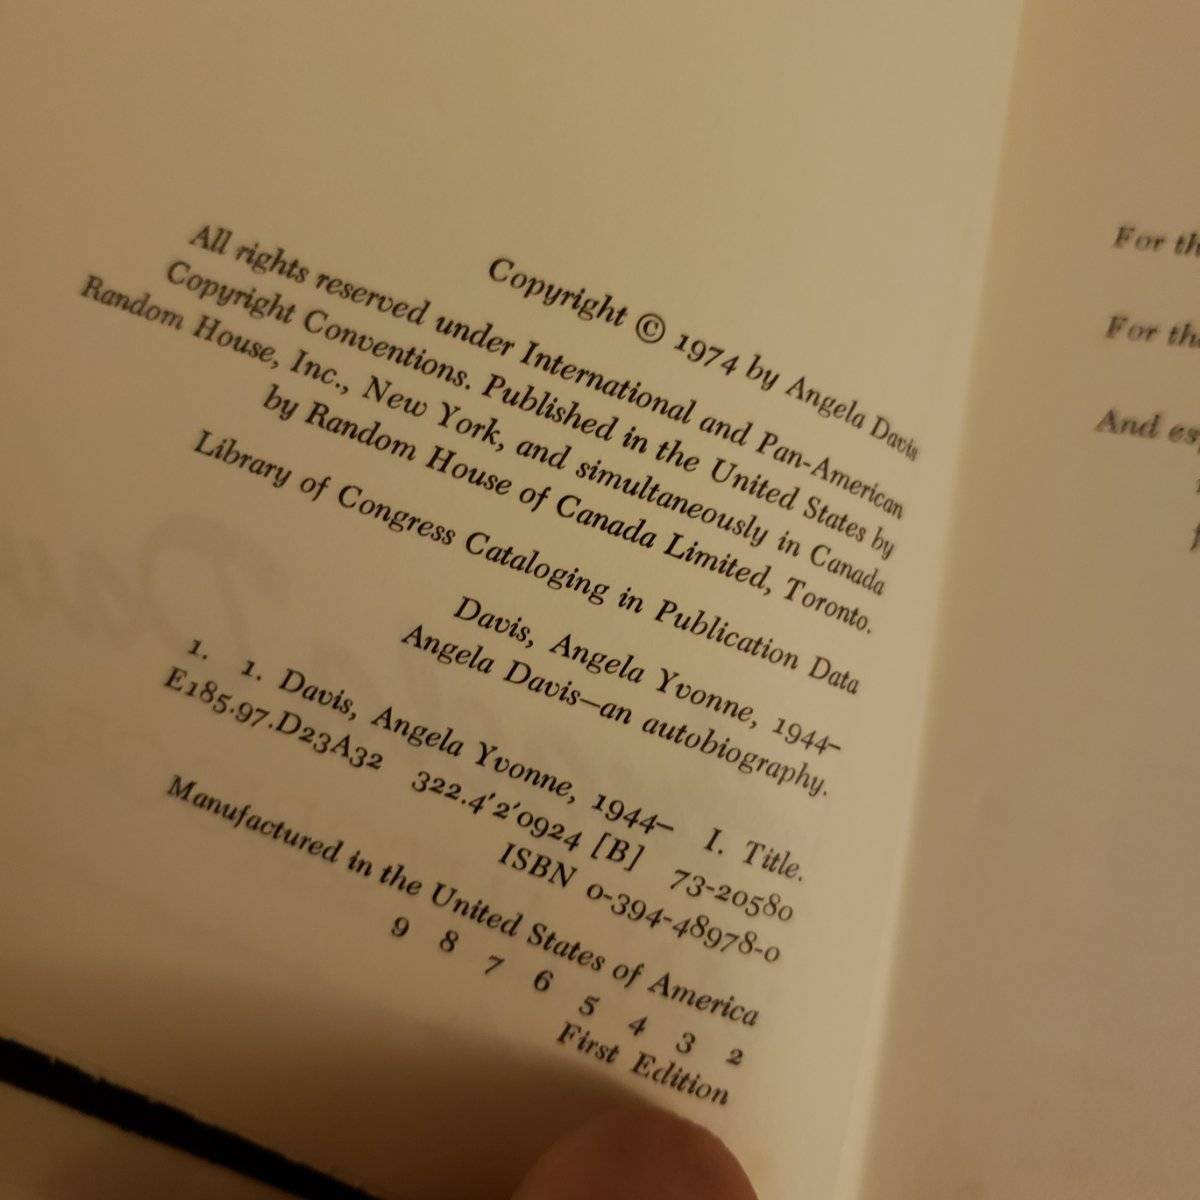 Copyright © 1974 by Angela Davis
All rights reserved under International and Pan-American
Copyright Conventions. Published in the United States by
Random House, Inc., New York, and simultaneously in Canada
by Random House of Canada Limited, Toronto.
Library of Congress Cataloging in Publication Data
Davis, Angela Yvonne, 1944–
Angela Davis—an autobiography.
1. 1. Davis, Angela Yvonne, 1944– I. Title.
E185.97.D23A32 322.4'2'0924 [B] 73-20580
ISBN 0-394-48978-0
Manufactured in the United States of America
9 8 7 6 5 4 3 2
First Edition
For
For
And